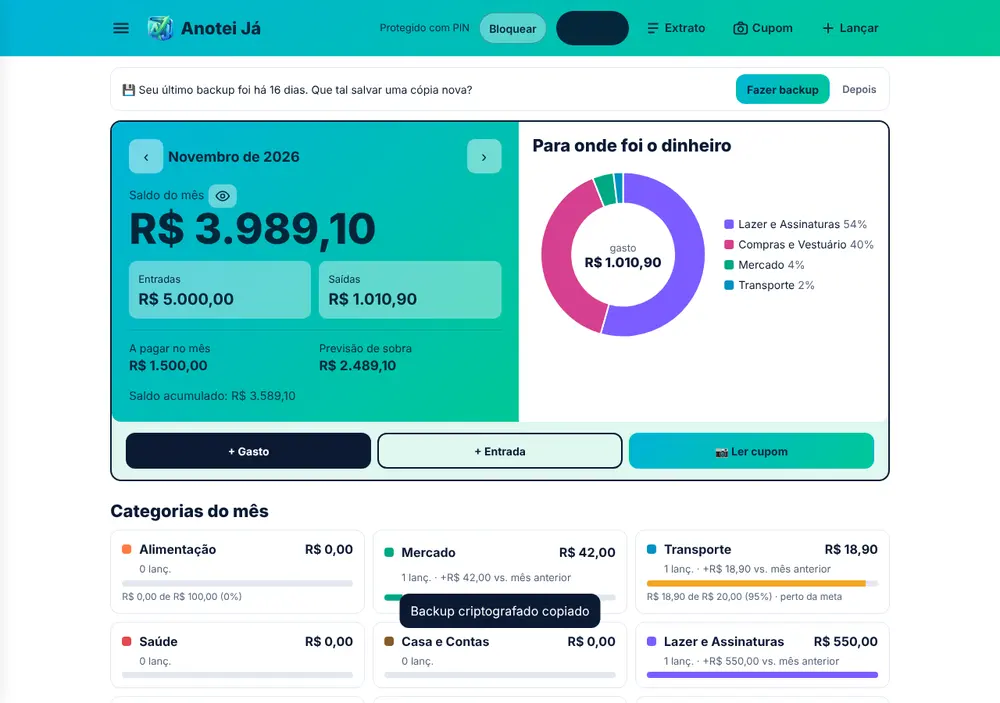 Anotei Já
Protegido com PIN
Bloquear
Extrato
Cupom
+ Lançar
💾 Seu último backup foi há 16 dias. Que tal salvar uma cópia nova?
Fazer backup
Depois
‹
Novembro de 2026
›
Saldo do mês
R$ 3.989,10
Entradas
R$ 5.000,00
Saídas
R$ 1.010,90
A pagar no mês
R$ 1.500,00
Previsão de sobra
R$ 2.489,10
Saldo acumulado: R$ 3.589,10
Para onde foi o dinheiro
gasto
R$ 1.010,90
Lazer e Assinaturas 54%
Compras e Vestuário 40%
Mercado 4%
Transporte 2%
+ Gasto
+ Entrada
📷 Ler cupom
Categorias do mês
Alimentação R$ 0,00
0 lanç.
R$ 0,00 de R$ 100,00 (0%)
Mercado R$ 42,00
1 lanç. · +R$ 42,00 vs. mês anterior
Transporte R$ 18,90
1 lanç. · +R$ 18,90 vs. mês anterior
R$ 18,90 de R$ 20,00 (95%) · perto da meta
Backup criptografado copiado
Saúde R$ 0,00
0 lanç.
Casa e Contas R$ 0,00
0 lanç.
Lazer e Assinaturas R$ 550,00
1 lanç. · +R$ 550,00 vs. mês anterior